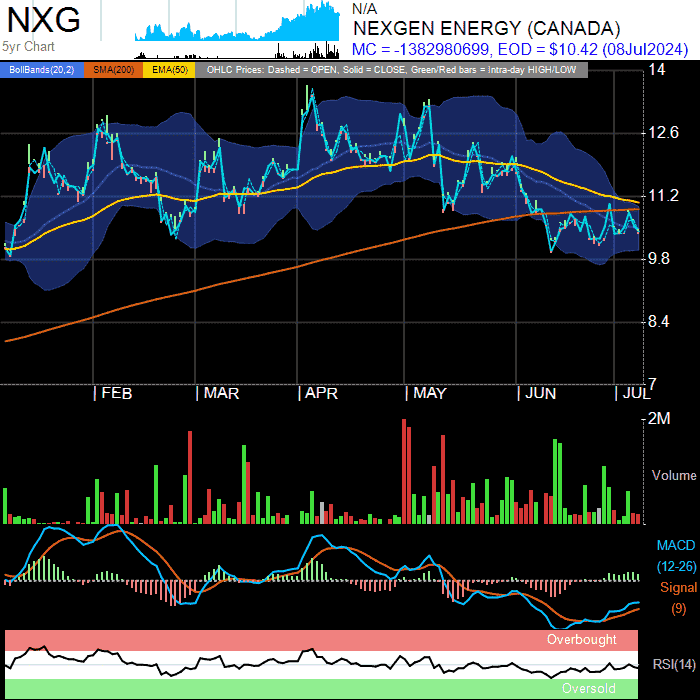 NXG
5yr Chart
N/A
NEXGEN ENERGY (CANADA)
MC = -1382980699, EOD = $10.42 (08Jul2024)
BollBands(20,2) SMA(200) EMA(50) OHLC Prices: Dashed = OPEN, Solid = CLOSE, Green/Red bars = Intra-day HIGH/LOW
14
12.6
11.2
9.8
8.4
7
| FEB | MAR | APR | MAY | JUN | JUL
2M
Volume
MACD
(12-26)
Signal
(9)
Overbought
RSI(14)
Oversold